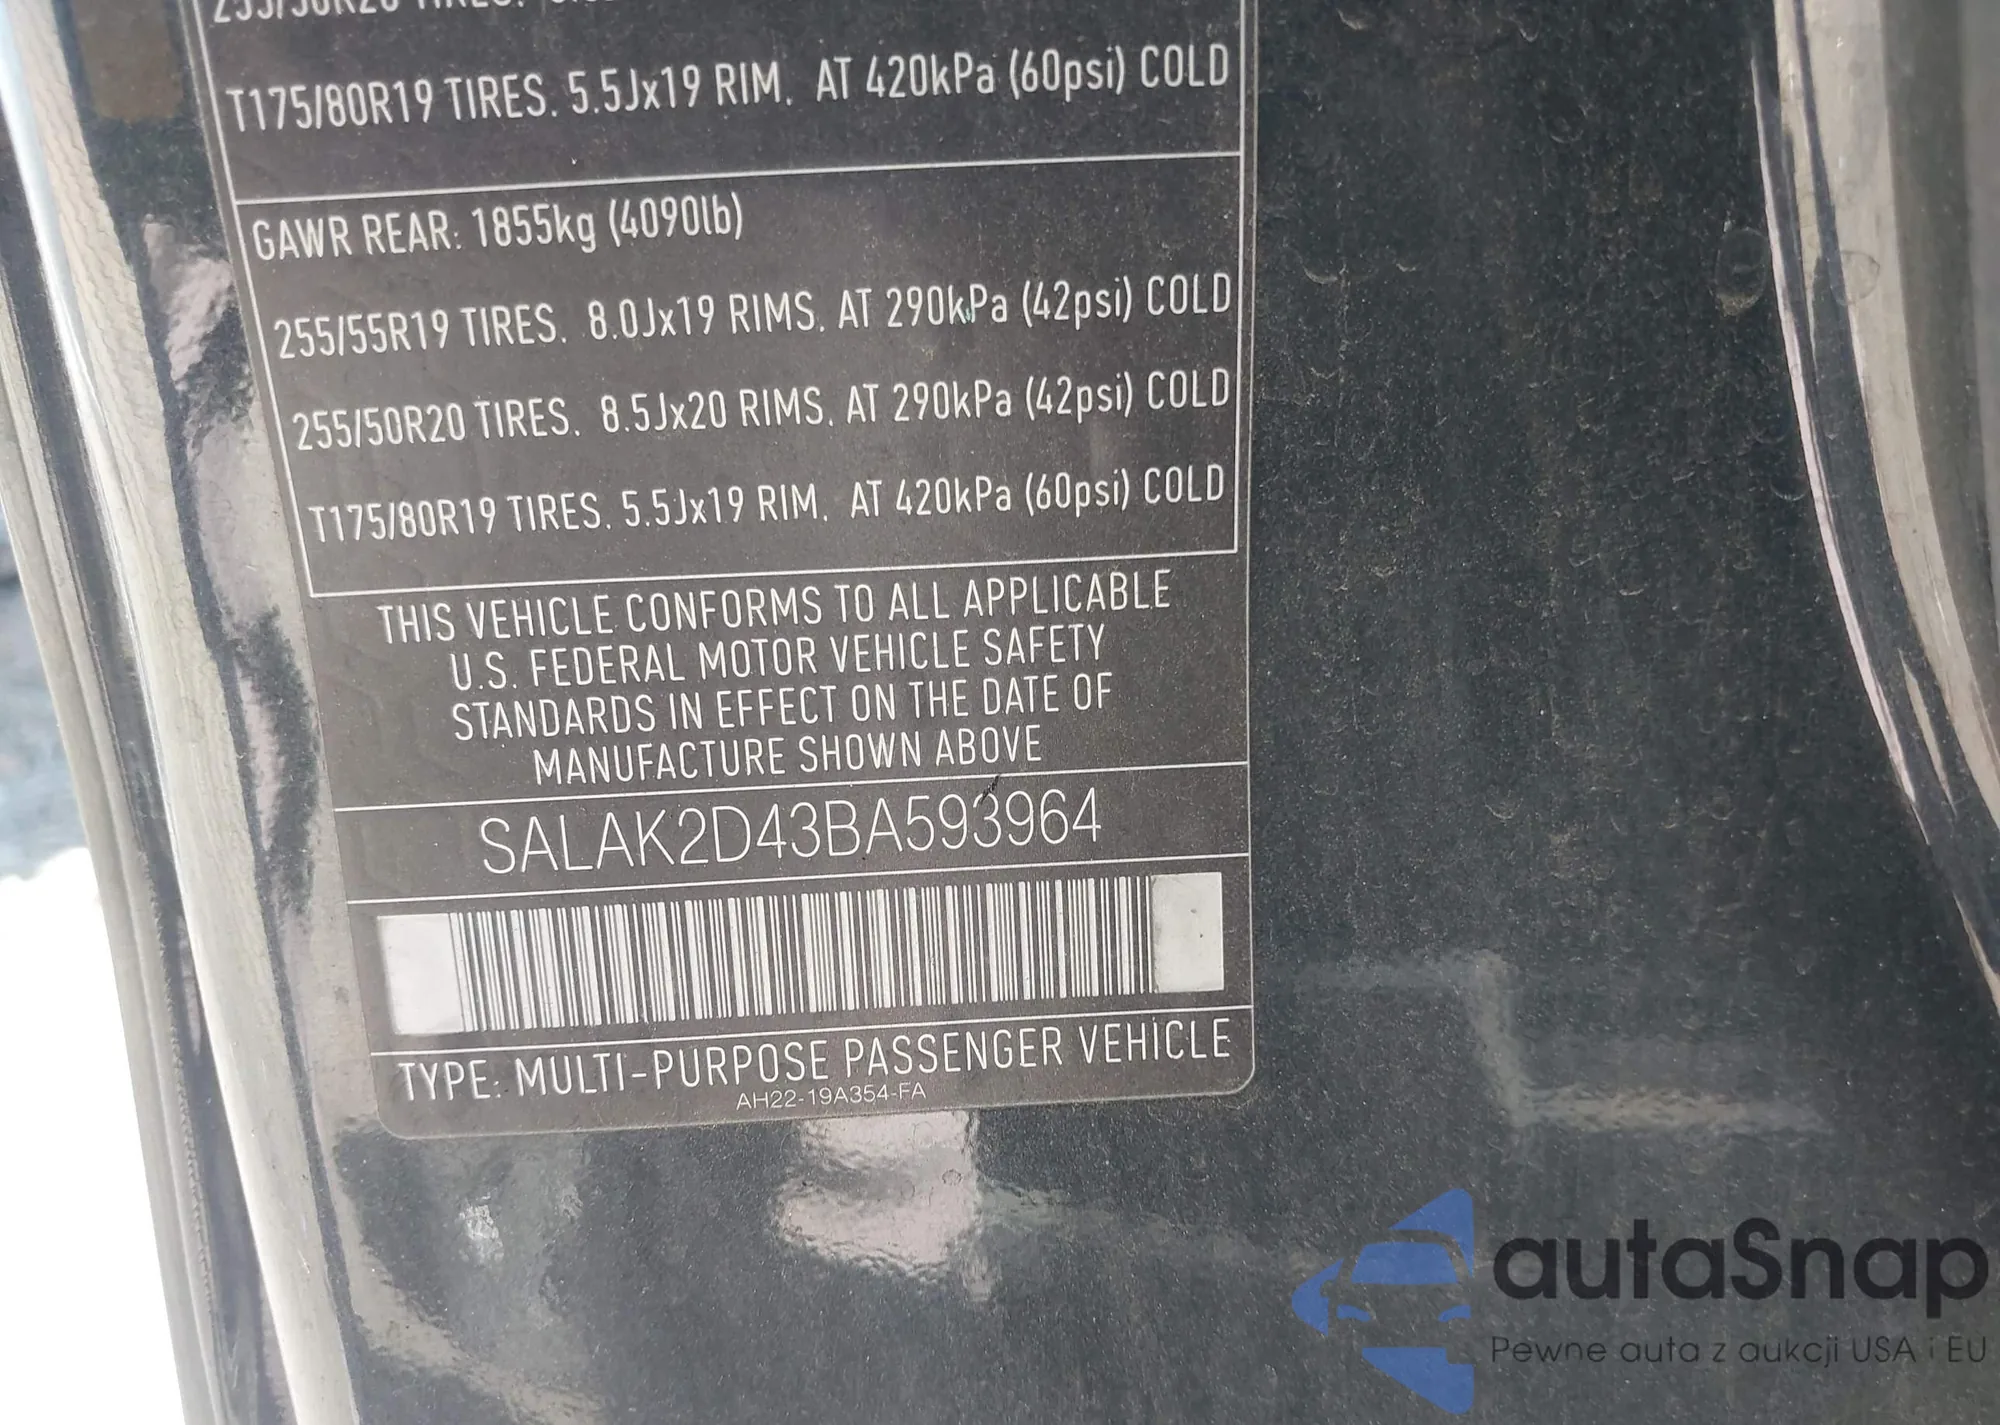 255/50R20 TIRES.
T175/80R19 TIRES. 5.5Jx19 RIM. AT 420kPa (60psi) COLD
GAWR REAR: 1855kg (4090lb)
255/55R19 TIRES. 8.0Jx19 RIMS. AT 290kPa (42psi) COLD
255/50R20 TIRES. 8.5Jx20 RIMS. AT 290kPa (42psi) COLD
T175/80R19 TIRES. 5.5Jx19 RIM. AT 420kPa (60psi) COLD
THIS VEHICLE CONFORMS TO ALL APPLICABLE
U.S. FEDERAL MOTOR VEHICLE SAFETY
STANDARDS IN EFFECT ON THE DATE OF
MANUFACTURE SHOWN ABOVE
SALAK2D43BA593964
TYPE: MULTI-PURPOSE PASSENGER VEHICLE
AH22-19A354-FA
autaSnap
Pewne auta z aukcji USA i EU